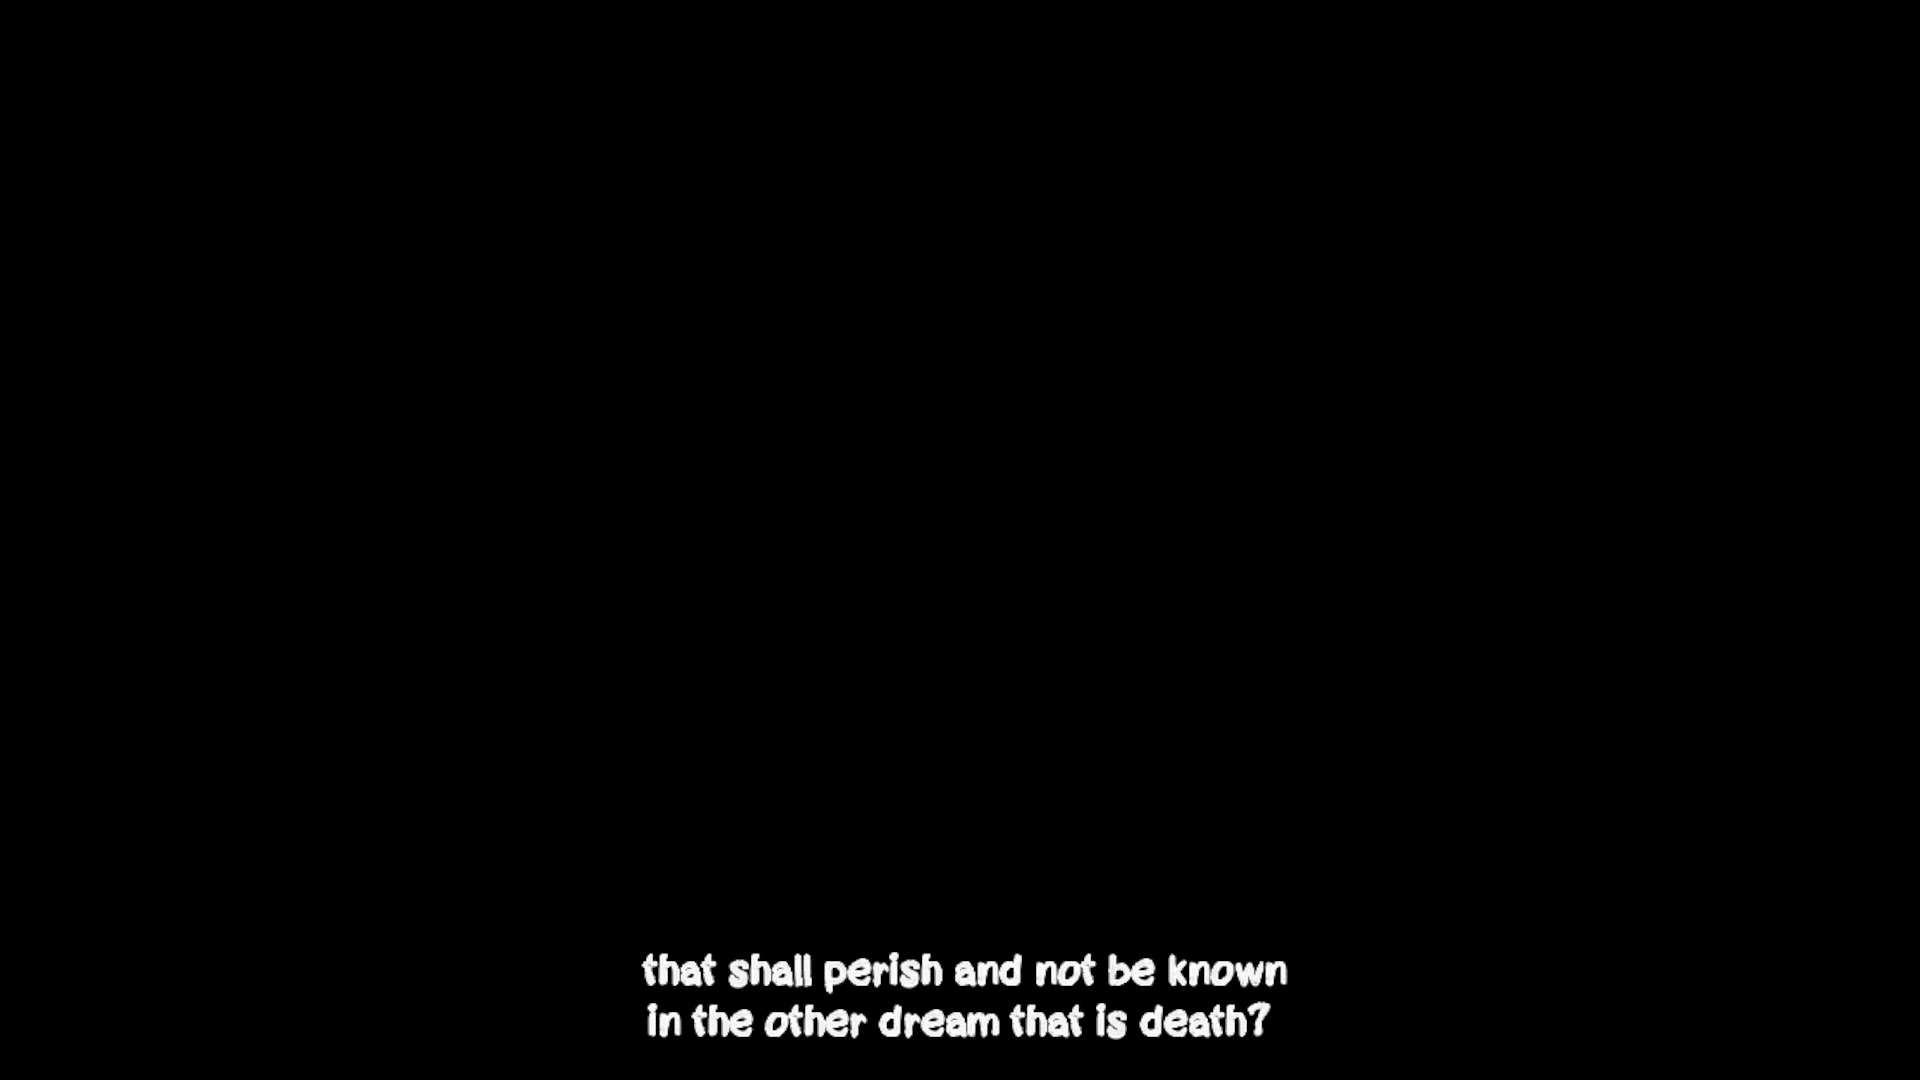 that shall perish and not be known
in the other dream that is death?